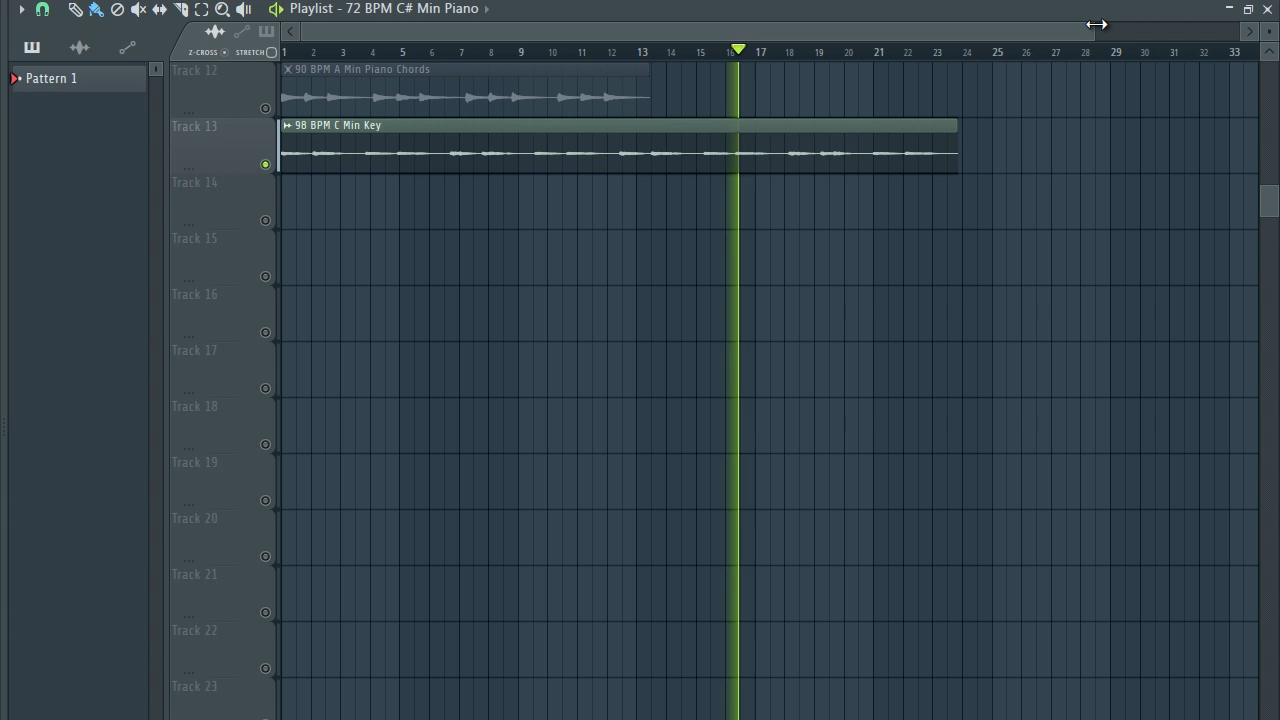 Playlist - 72 BPM C# Min Piano
Z-CROSS STRETCH
1 2 3 4 5 6 7 8 9 10 11 12 13 14 15 16 17 18 19 20 21 22 23 24 25 26 27 28 29 30 31 32 33
Pattern 1
Track 12
90 BPM A Min Piano Chords
...
Track 13
98 BPM C Min Key
...
Track 14
...
Track 15
...
Track 16
...
Track 17
...
Track 18
...
Track 19
...
Track 20
...
Track 21
...
Track 22
...
Track 23